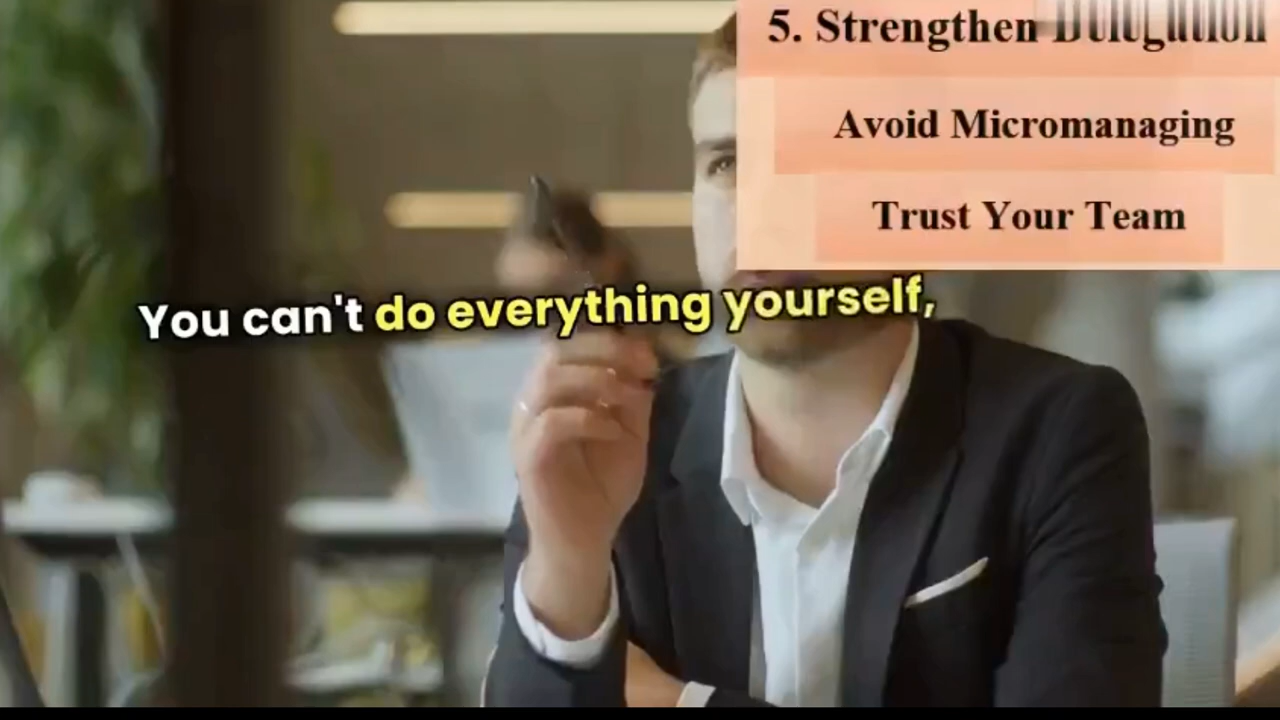 5. Strengthen
Avoid Micromanaging
Trust Your Team
You can't do everything yourself,